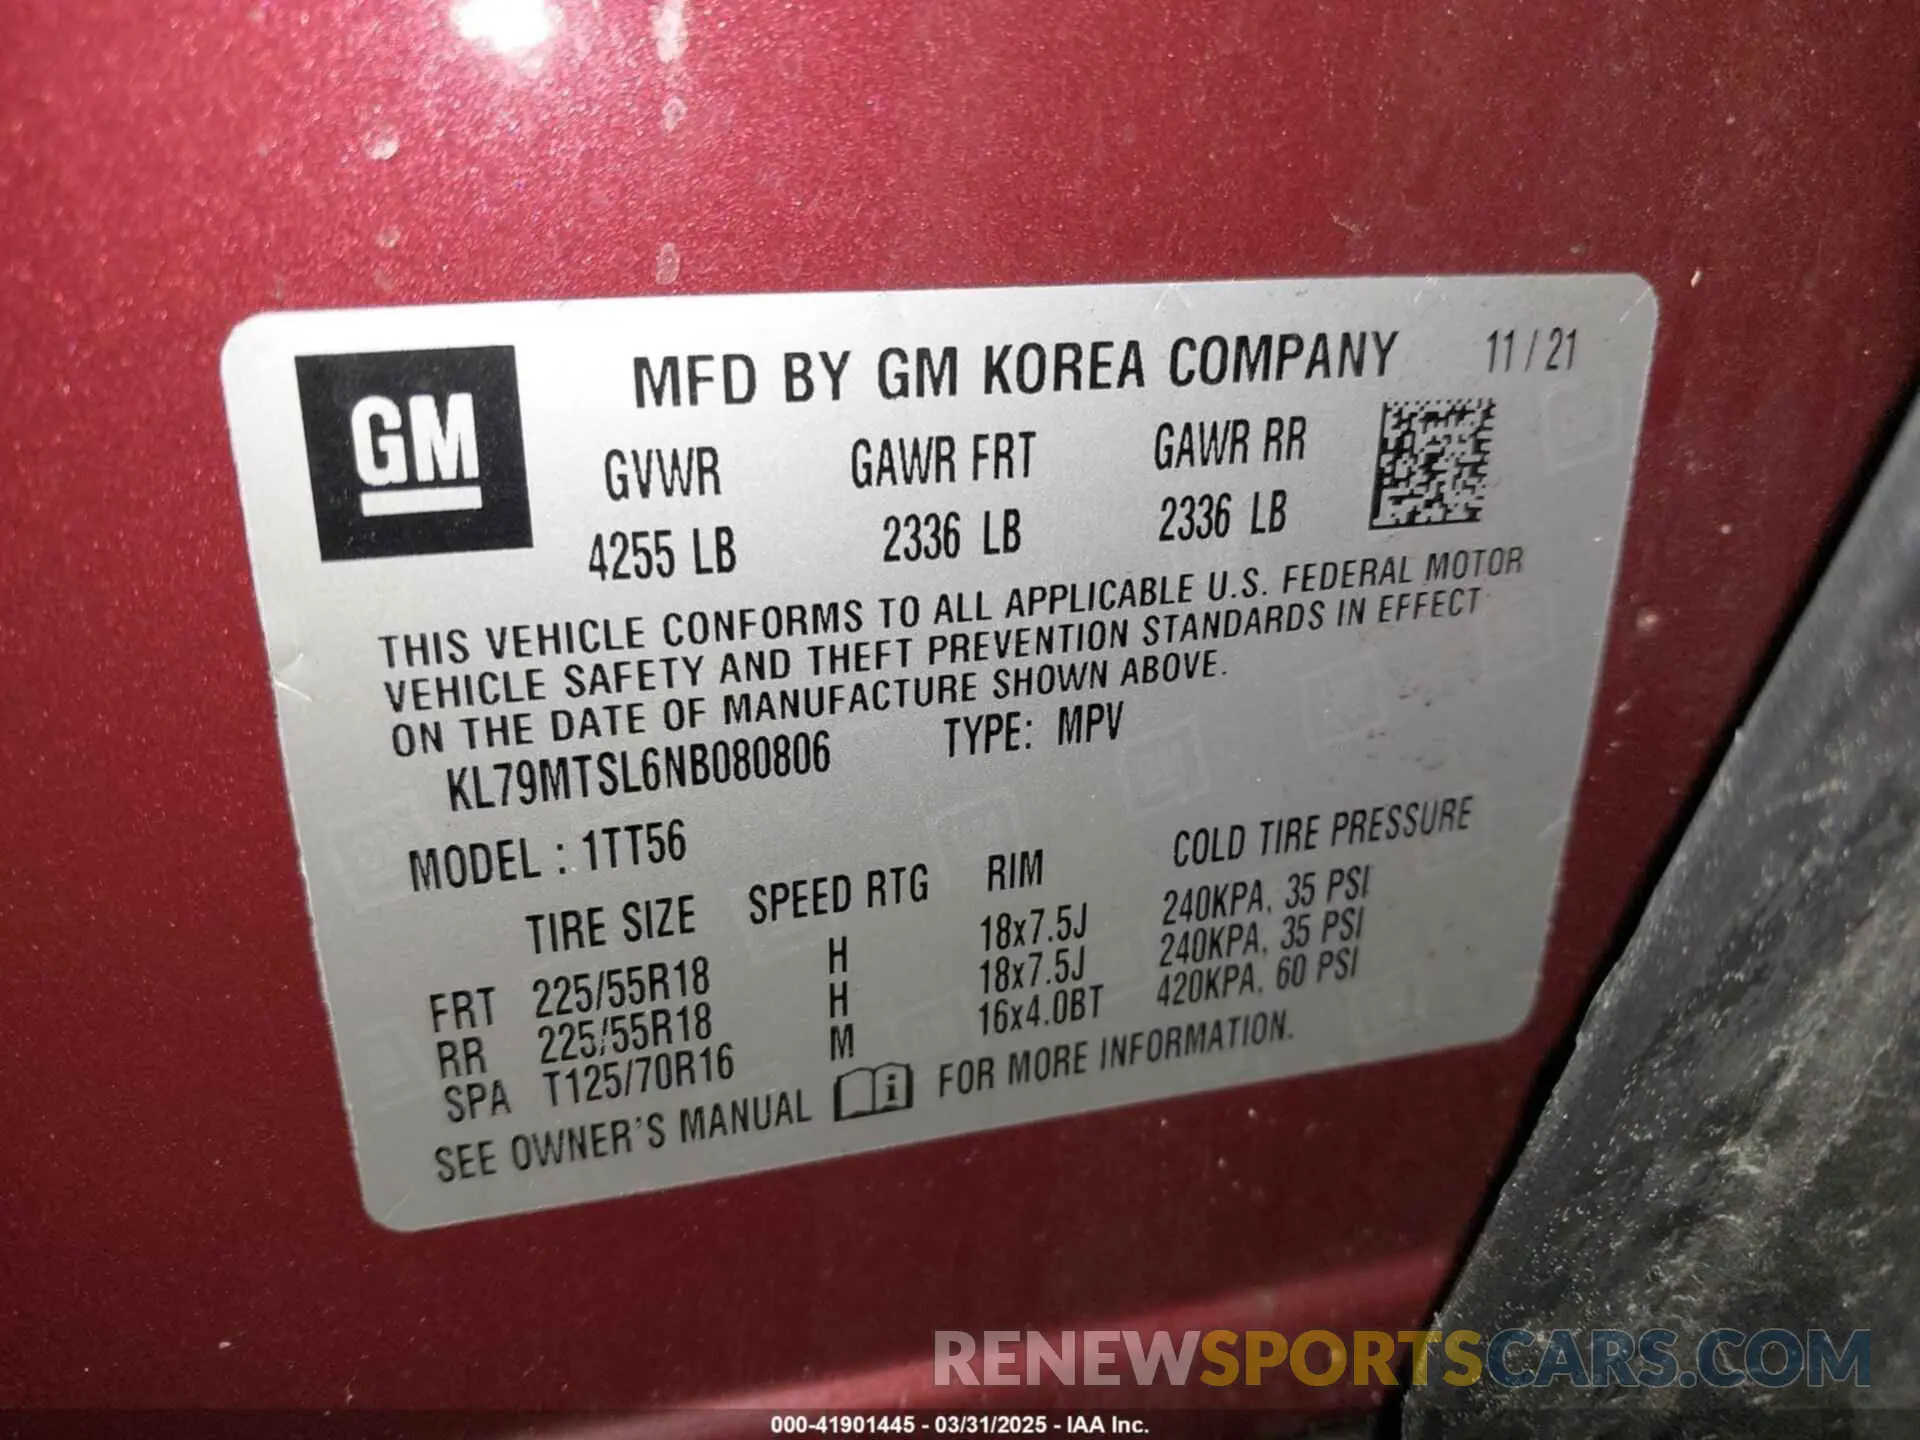 GM
MFD BY GM KOREA COMPANY 11/21
GVWR GAWR FRT GAWR RR
4255 LB 2336 LB 2336 LB
THIS VEHICLE CONFORMS TO ALL APPLICABLE U.S. FEDERAL MOTOR
VEHICLE SAFETY AND THEFT PREVENTION STANDARDS IN EFFECT
ON THE DATE OF MANUFACTURE SHOWN ABOVE.
KL79MTSL6NB080806 TYPE: MPV
MODEL : 1TT56
TIRE SIZE SPEED RTG RIM COLD TIRE PRESSURE
FRT 225/55R18 H 18x7.5J 240KPA, 35 PSI
RR 225/55R18 H 18x7.5J 240KPA, 35 PSI
SPA T125/70R16 M 16x4.0BT 420KPA, 60 PSI
SEE OWNER'S MANUAL i FOR MORE INFORMATION.
RENEWSPORTSCARS.COM
000-41901445 - 03/31/2025 - IAA Inc.